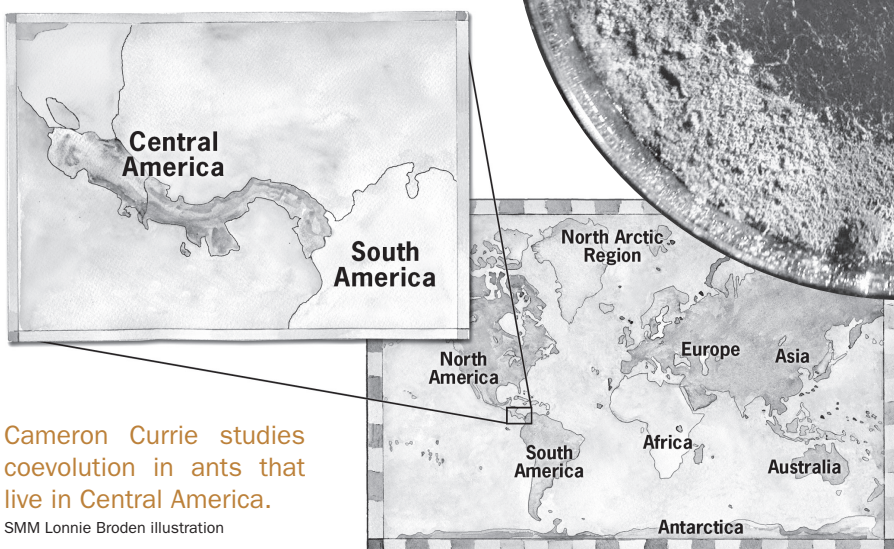 Central
America
South
America
North Arctic
Region
North
America
Europe
Asia
South
America
Africa
Australia
Antarctica
Cameron Currie studies
coevolution in ants that
live in Central America.
SMM Lonnie Broden illustration